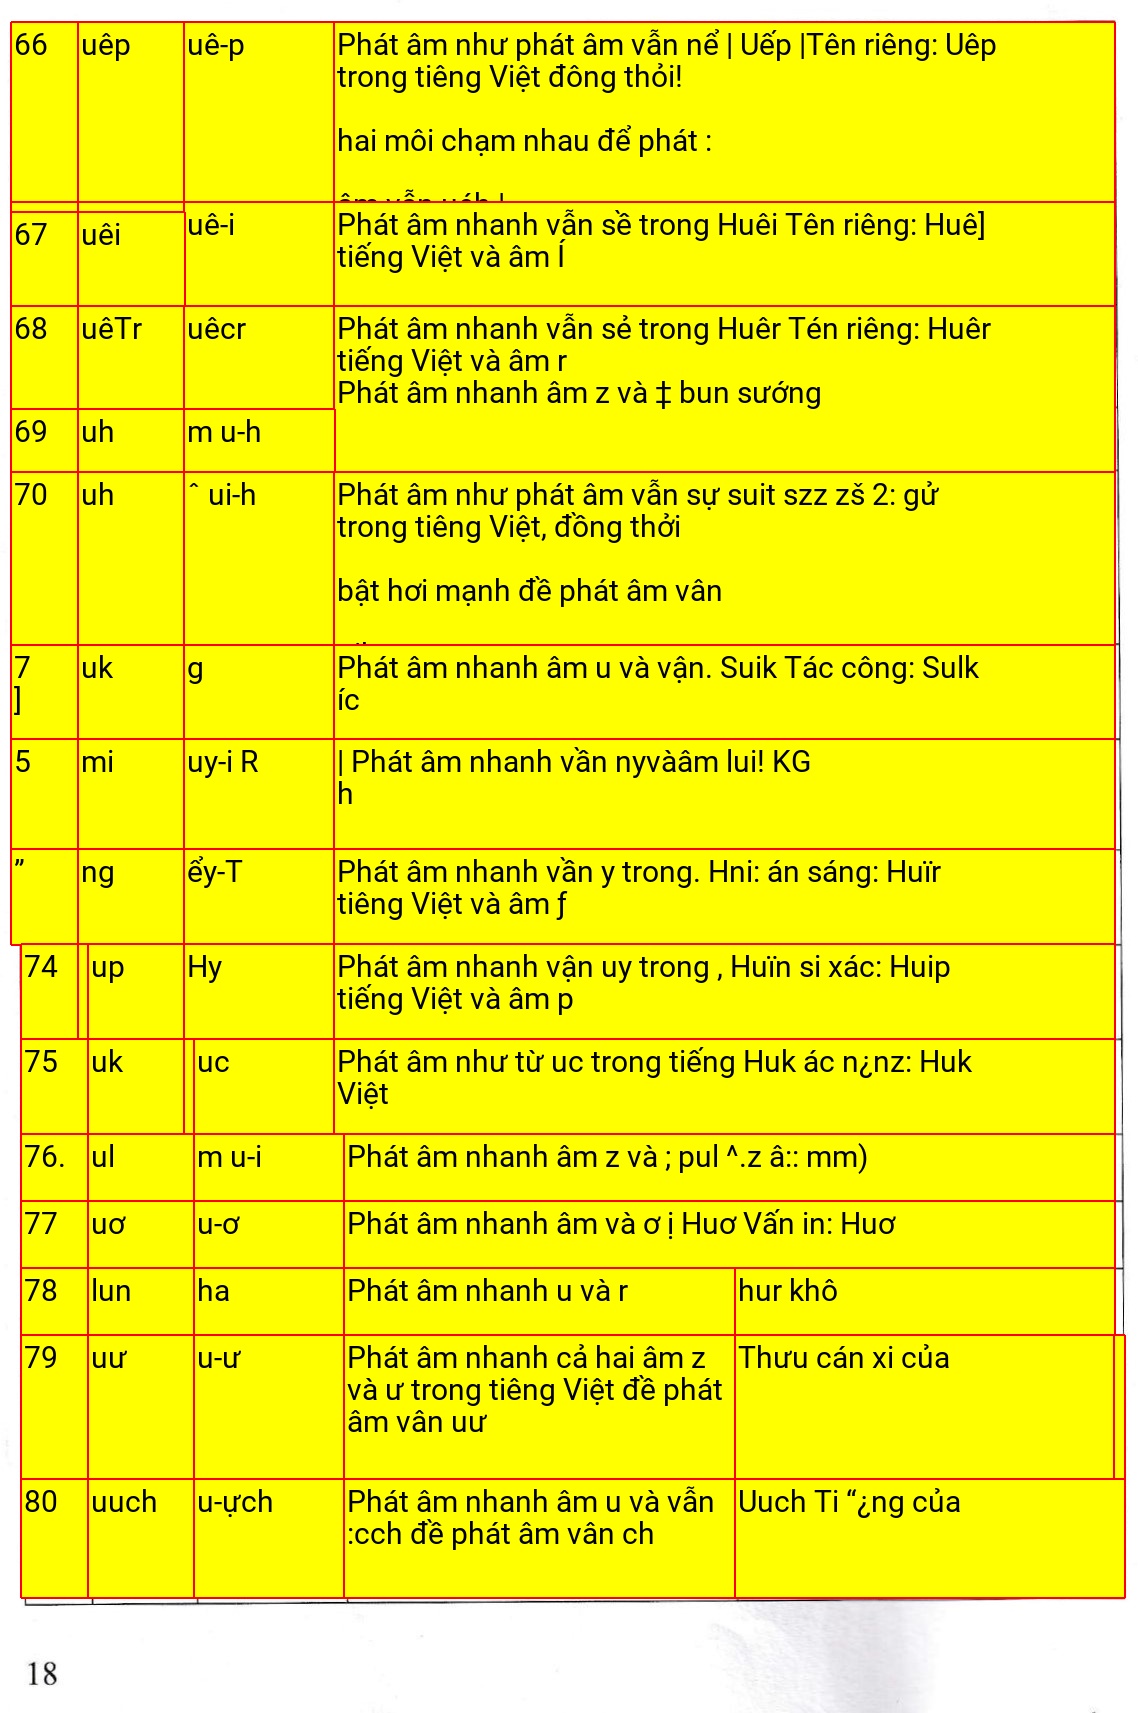 66 uêp uê-p Phát âm như phát âm vẫn nể | Uếp |Tên riêng: Uêp
trong tiêng Việt đông thỏi!
hai môi chạm nhau để phát :
67 uêi uê-i Phát âm nhanh vẫn sề trong Huêi Tên riêng: Huê]
tiếng Việt và âm Í
68 uêTr uêcr Phát âm nhanh vẫn sẻ trong Huêr Tén riêng: Huêr
tiếng Việt và âm r
Phát âm nhanh âm z và ‡ bun sướng
69 uh m u-h
70 uh ˆ ui-h Phát âm như phát âm vẫn sự suit szz zš 2: gử
trong tiêng Việt, đồng thởi
bật hơi mạnh đề phát âm vân
7 uk g Phát âm nhanh âm u và vận. Suik Tác công: Sulk
] íc
5 mi uy-i R | Phát âm nhanh vần nyvàâm lui! KG
h
” ng ểy-T Phát âm nhanh vần y trong. Hni: án sáng: Huïr
tiêng Việt và âm ƒ
74 up Hy Phát âm nhanh vận uy trong , Huïn si xác: Huip
tiếng Việt và âm p
75 uk uc Phát âm như từ uc trong tiếng Huk ác n¿nz: Huk
Việt
76. ul m u-i Phát âm nhanh âm z và ; pul ^.z â:: mm)
77 uơ u-ơ Phát âm nhanh âm và ơ ị Huơ Vấn in: Huơ
78 lun ha Phát âm nhanh u và r hur khô
79 uư u-ư Phát âm nhanh cả hai âm z Thưu cán xi của
và ư trong tiêng Việt đề phát
âm vân uư
80 uuch u-ựch Phát âm nhanh âm u và vẫn Uuch Ti “¿ng của
:cch đề phát âm vân ch
18